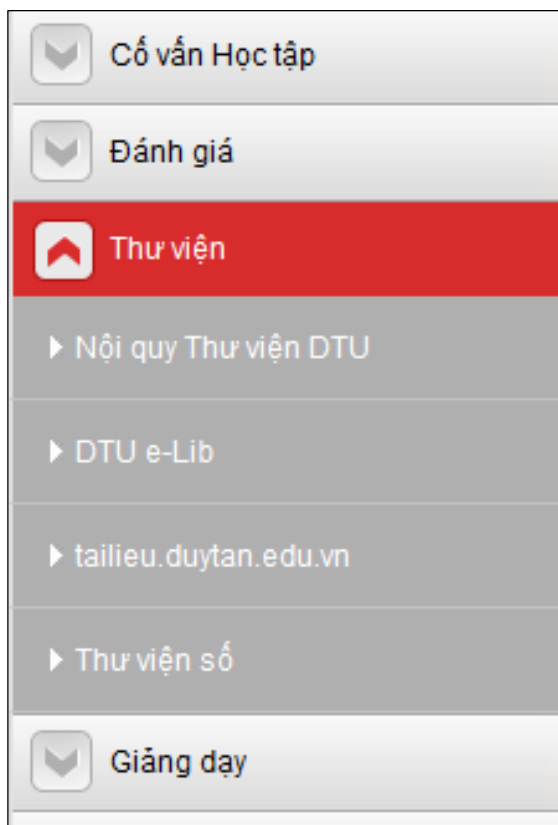 Cố vấn Học tập
Đánh giá
Thư viện
Nội quy Thư viện DTU
DTU e-Lib
tailieu.duytan.edu.vn
Thư viện số
Giảng dạy